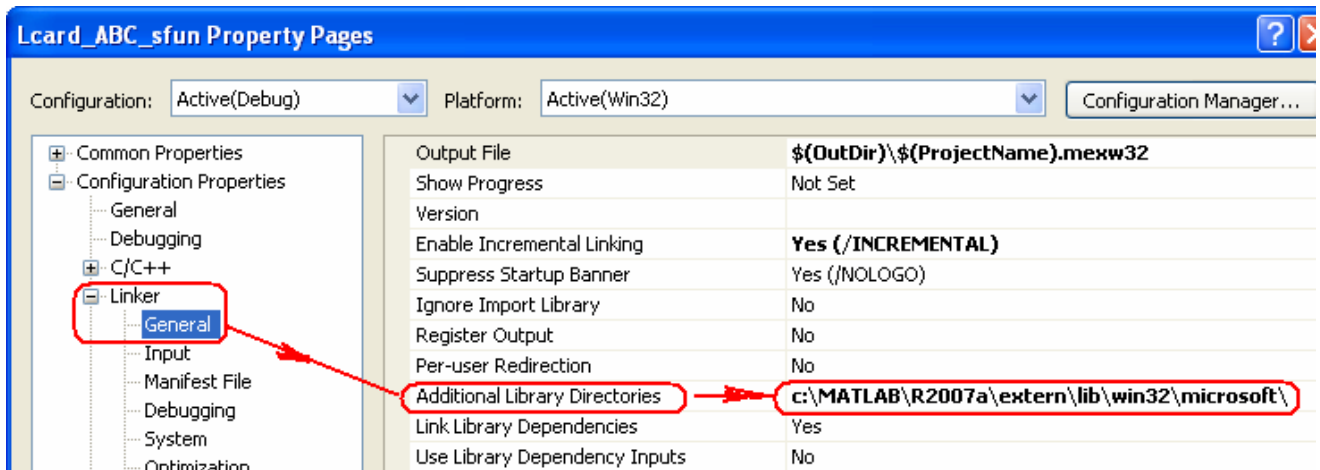 Lcard_ABC_sfun Property Pages
Configuration: Active(Debug) Platform: Active(Win32) Configuration Manager...
Common Properties
Configuration Properties
General
Debugging
C/C++
Linker
General
Input
Manifest File
Debugging
System
Optimization
Output File $(OutDir)\$(ProjectName).mexw32
Show Progress Not Set
Version
Enable Incremental Linking Yes (/INCREMENTAL)
Suppress Startup Banner Yes (/NOLOGO)
Ignore Import Library No
Register Output No
Per-user Redirection No
Additional Library Directories c:\MATLAB\R2007a\extern\lib\win32\microsoft\
Link Library Dependencies Yes
Use Library Dependency Inputs No